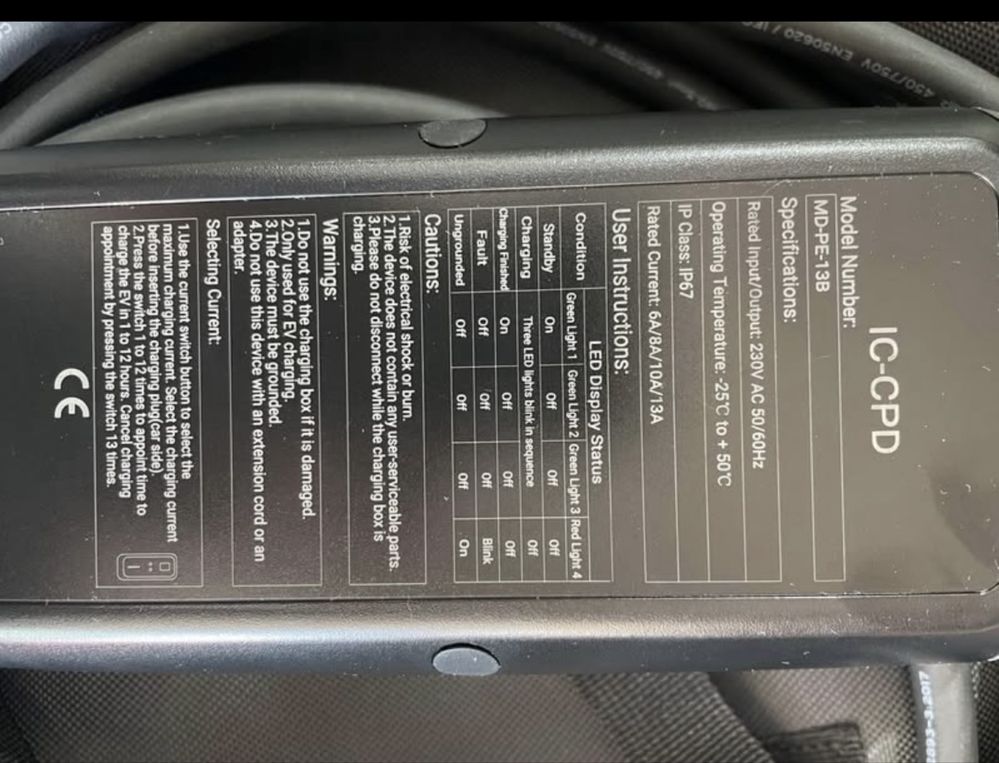 IC-CPD
Model Number:
MD-PE-13B
Specifications:
Rated Input/Output: 230V AC 50/60Hz
Operating Temperature: -25℃ to + 50℃
IP Class: IP67
Rated Current: 6A/8A/10A/13A
User Instructions:
LED Display Status
Condition Green Light 1 Green Light 2 Green Light 3 Red Light 4
Standby On Off Off Off
Charging Three LED lights blink in sequence Off
Charging Finished On Off Off Off
Fault Off Off Off Blink
Ungrounded Off Off Off On
Cautions:
1.Risk of electrical shock or burn.
2.The device does not contain any user-serviceable parts.
3.Please do not disconnect while the charging box is
charging.
Warnings:
1.Do not use the charging box if it is damaged.
2.Only used for EV charging.
3.The device must be grounded.
4.Do not use this device with an extension cord or an
adapter.
Selecting Current:
1.Use the current switch button to select the
maximum charging current. Select the charging current
before inserting the charging plug(car side).
2.Press the switch 1 to 12 times to appoint time to
charge the EV in 1 to 12 hours. Cancel charging
appointment by pressing the switch 13 times.
CE
450/750V EN50620 / IEC